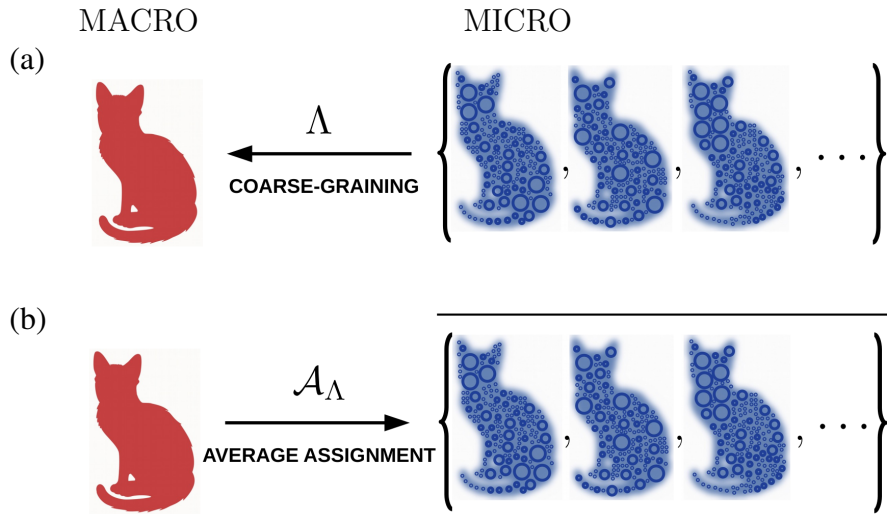 MACRO MICRO
(a)
Λ
COARSE-GRAINING
{ , , , ··· }
(b)
𝒜_Λ
AVERAGE ASSIGNMENT
{ , , , ··· }